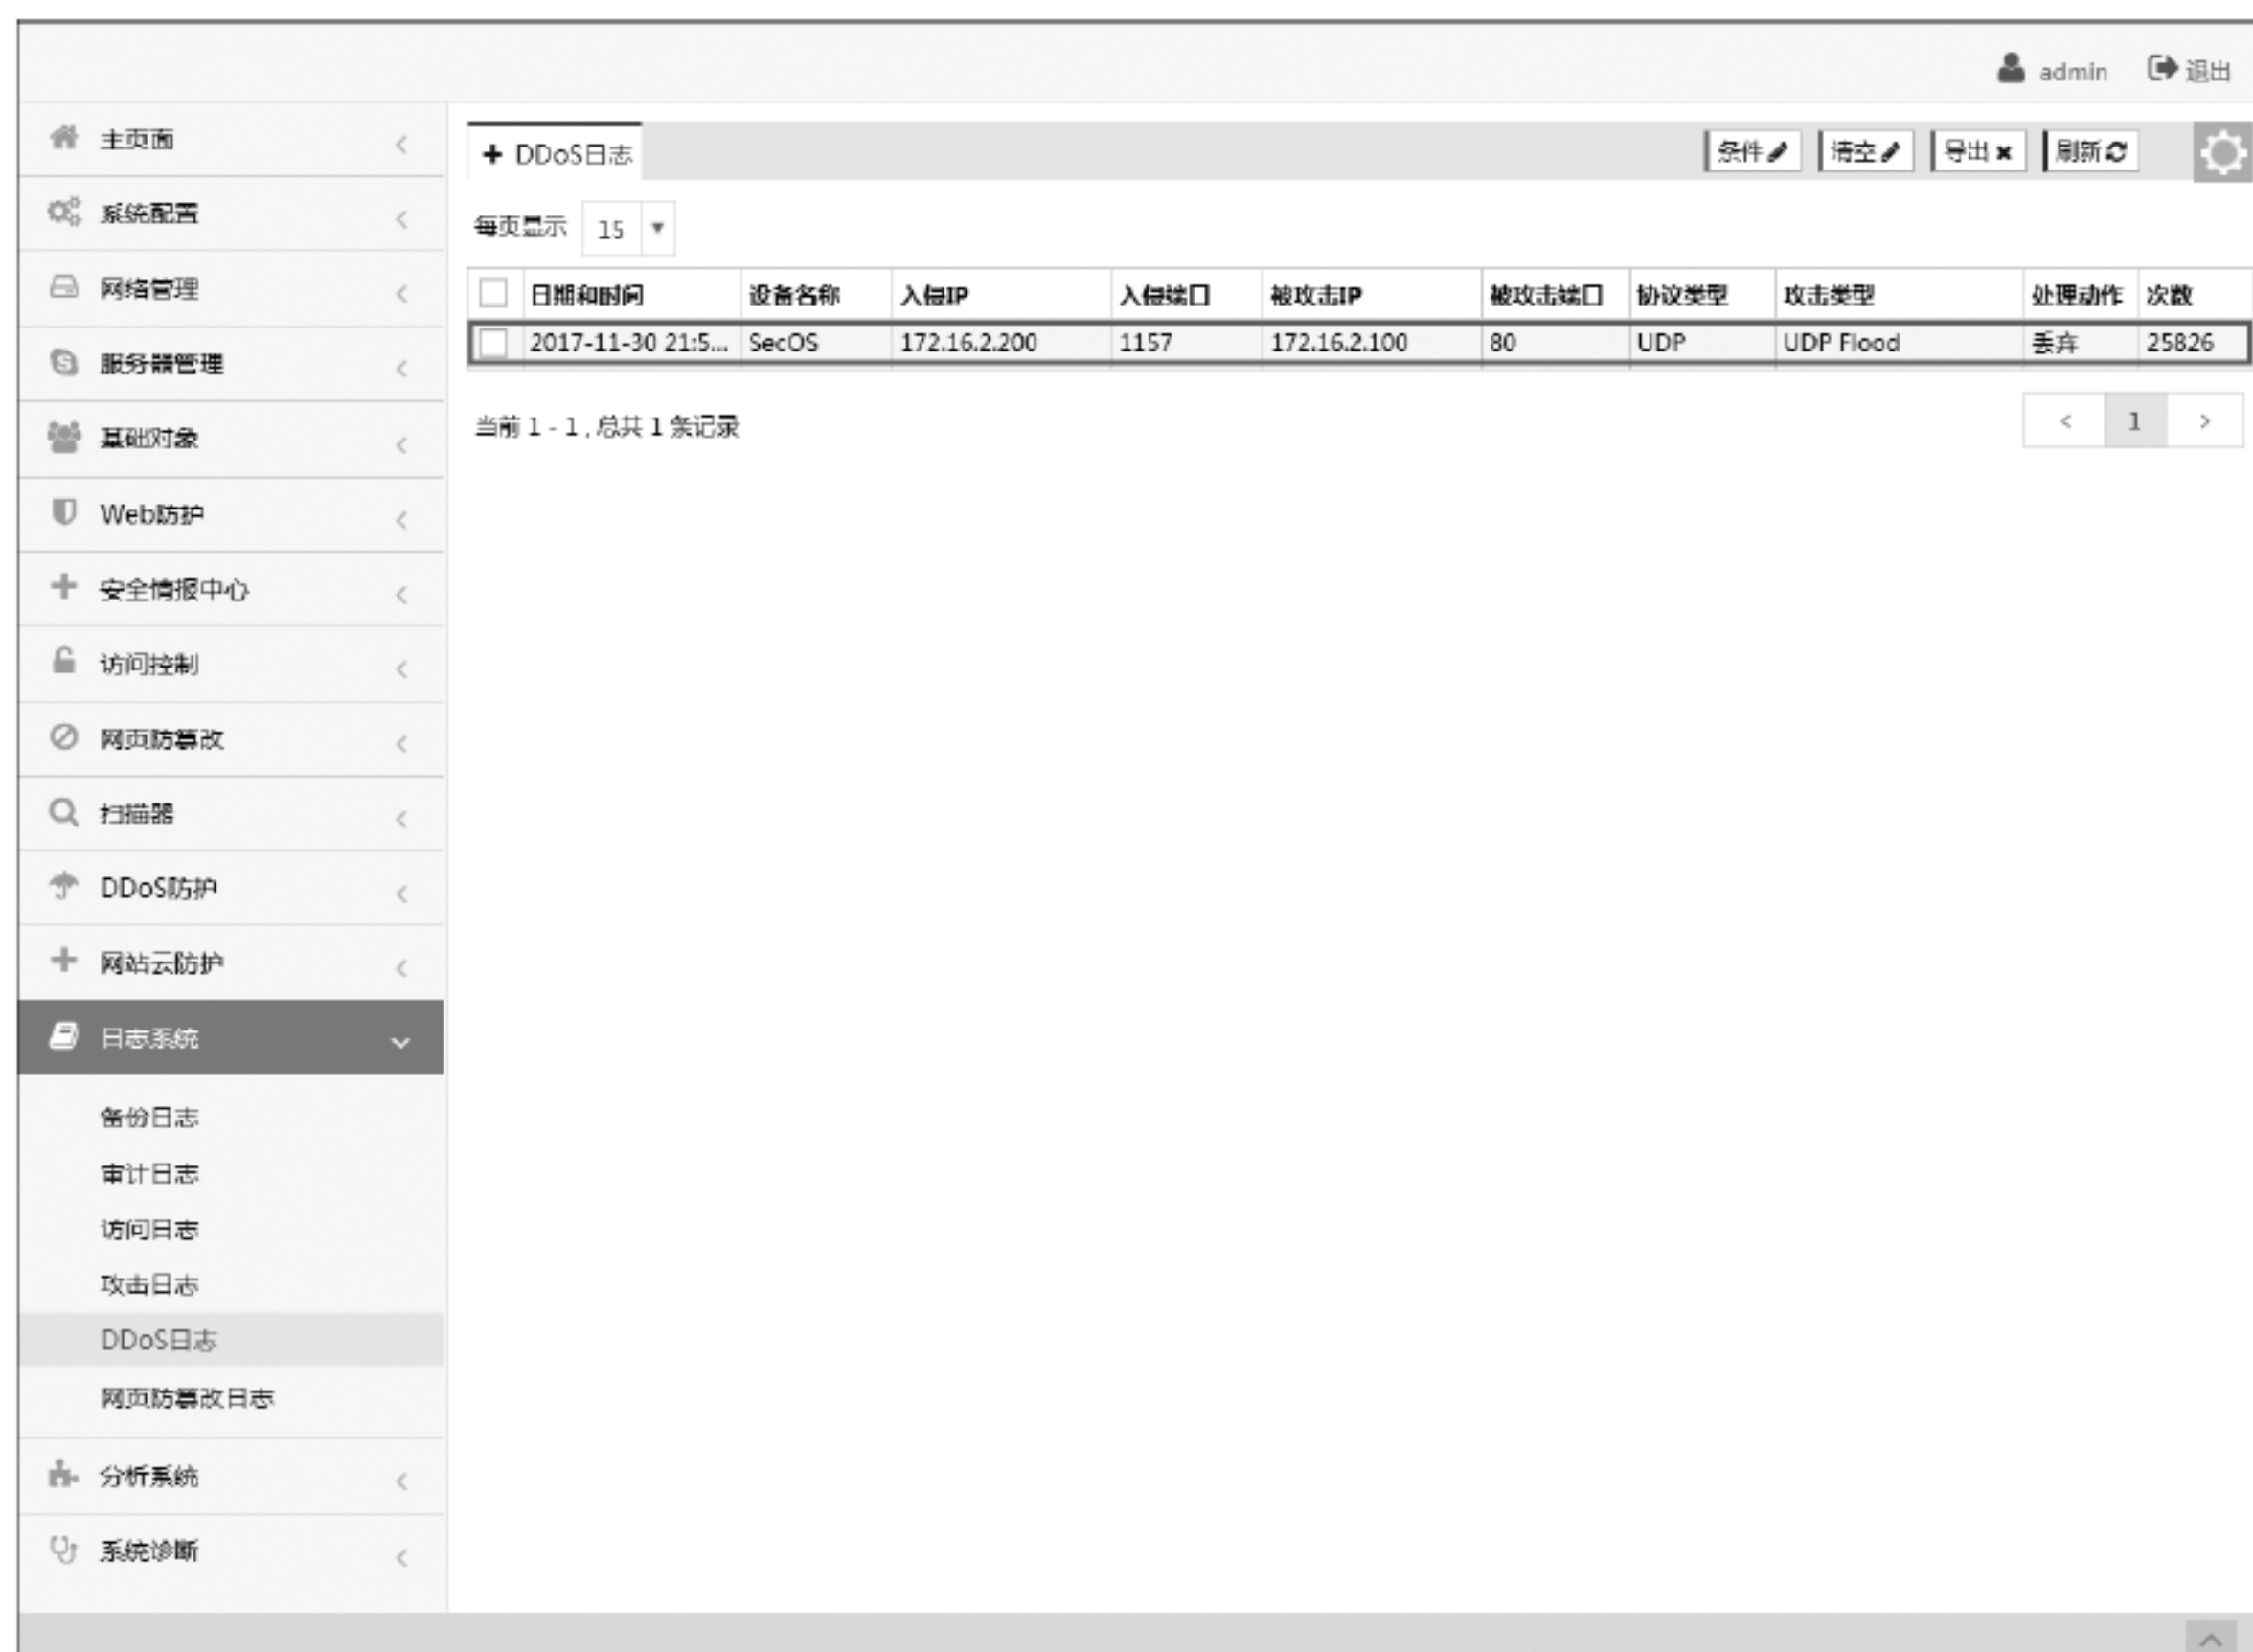 admin 退出
主页面
系统配置
网络管理
服务器管理
基础对象
Web防护
安全情报中心
访问控制
网页防篡改
扫描器
DDoS防护
网站云防护
日志系统
备份日志
审计日志
访问日志
攻击日志
DDoS日志
网页防篡改日志
分析系统
系统诊断
DDoS日志 条件 清空 导出 刷新
每页显示 15
日期和时间 设备名称 入侵IP 入侵端口 被攻击IP 被攻击端口 协议类型 攻击类型 处理动作 次数
2017-11-30 21:5... SecOS 172.16.2.200 1157 172.16.2.100 80 UDP UDP Flood 丢弃 25826
当前 1 - 1 , 总共 1 条记录
< 1 >